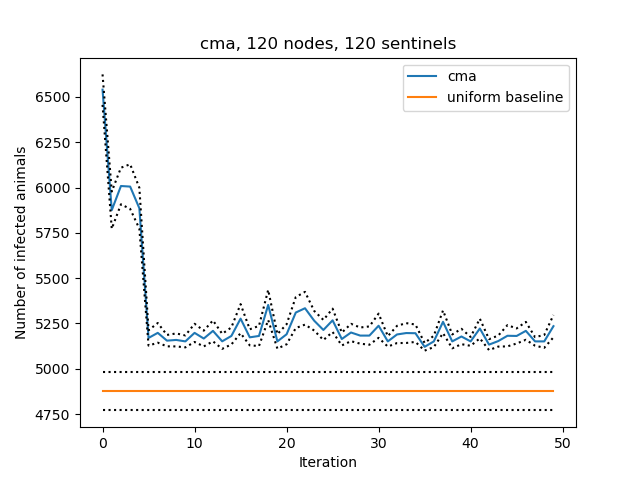 cma, 120 nodes, 120 sentinels
cma
uniform baseline
Number of infected animals
6500
6250
6000
5750
5500
5250
5000
4750
0 10 20 30 40 50
Iteration